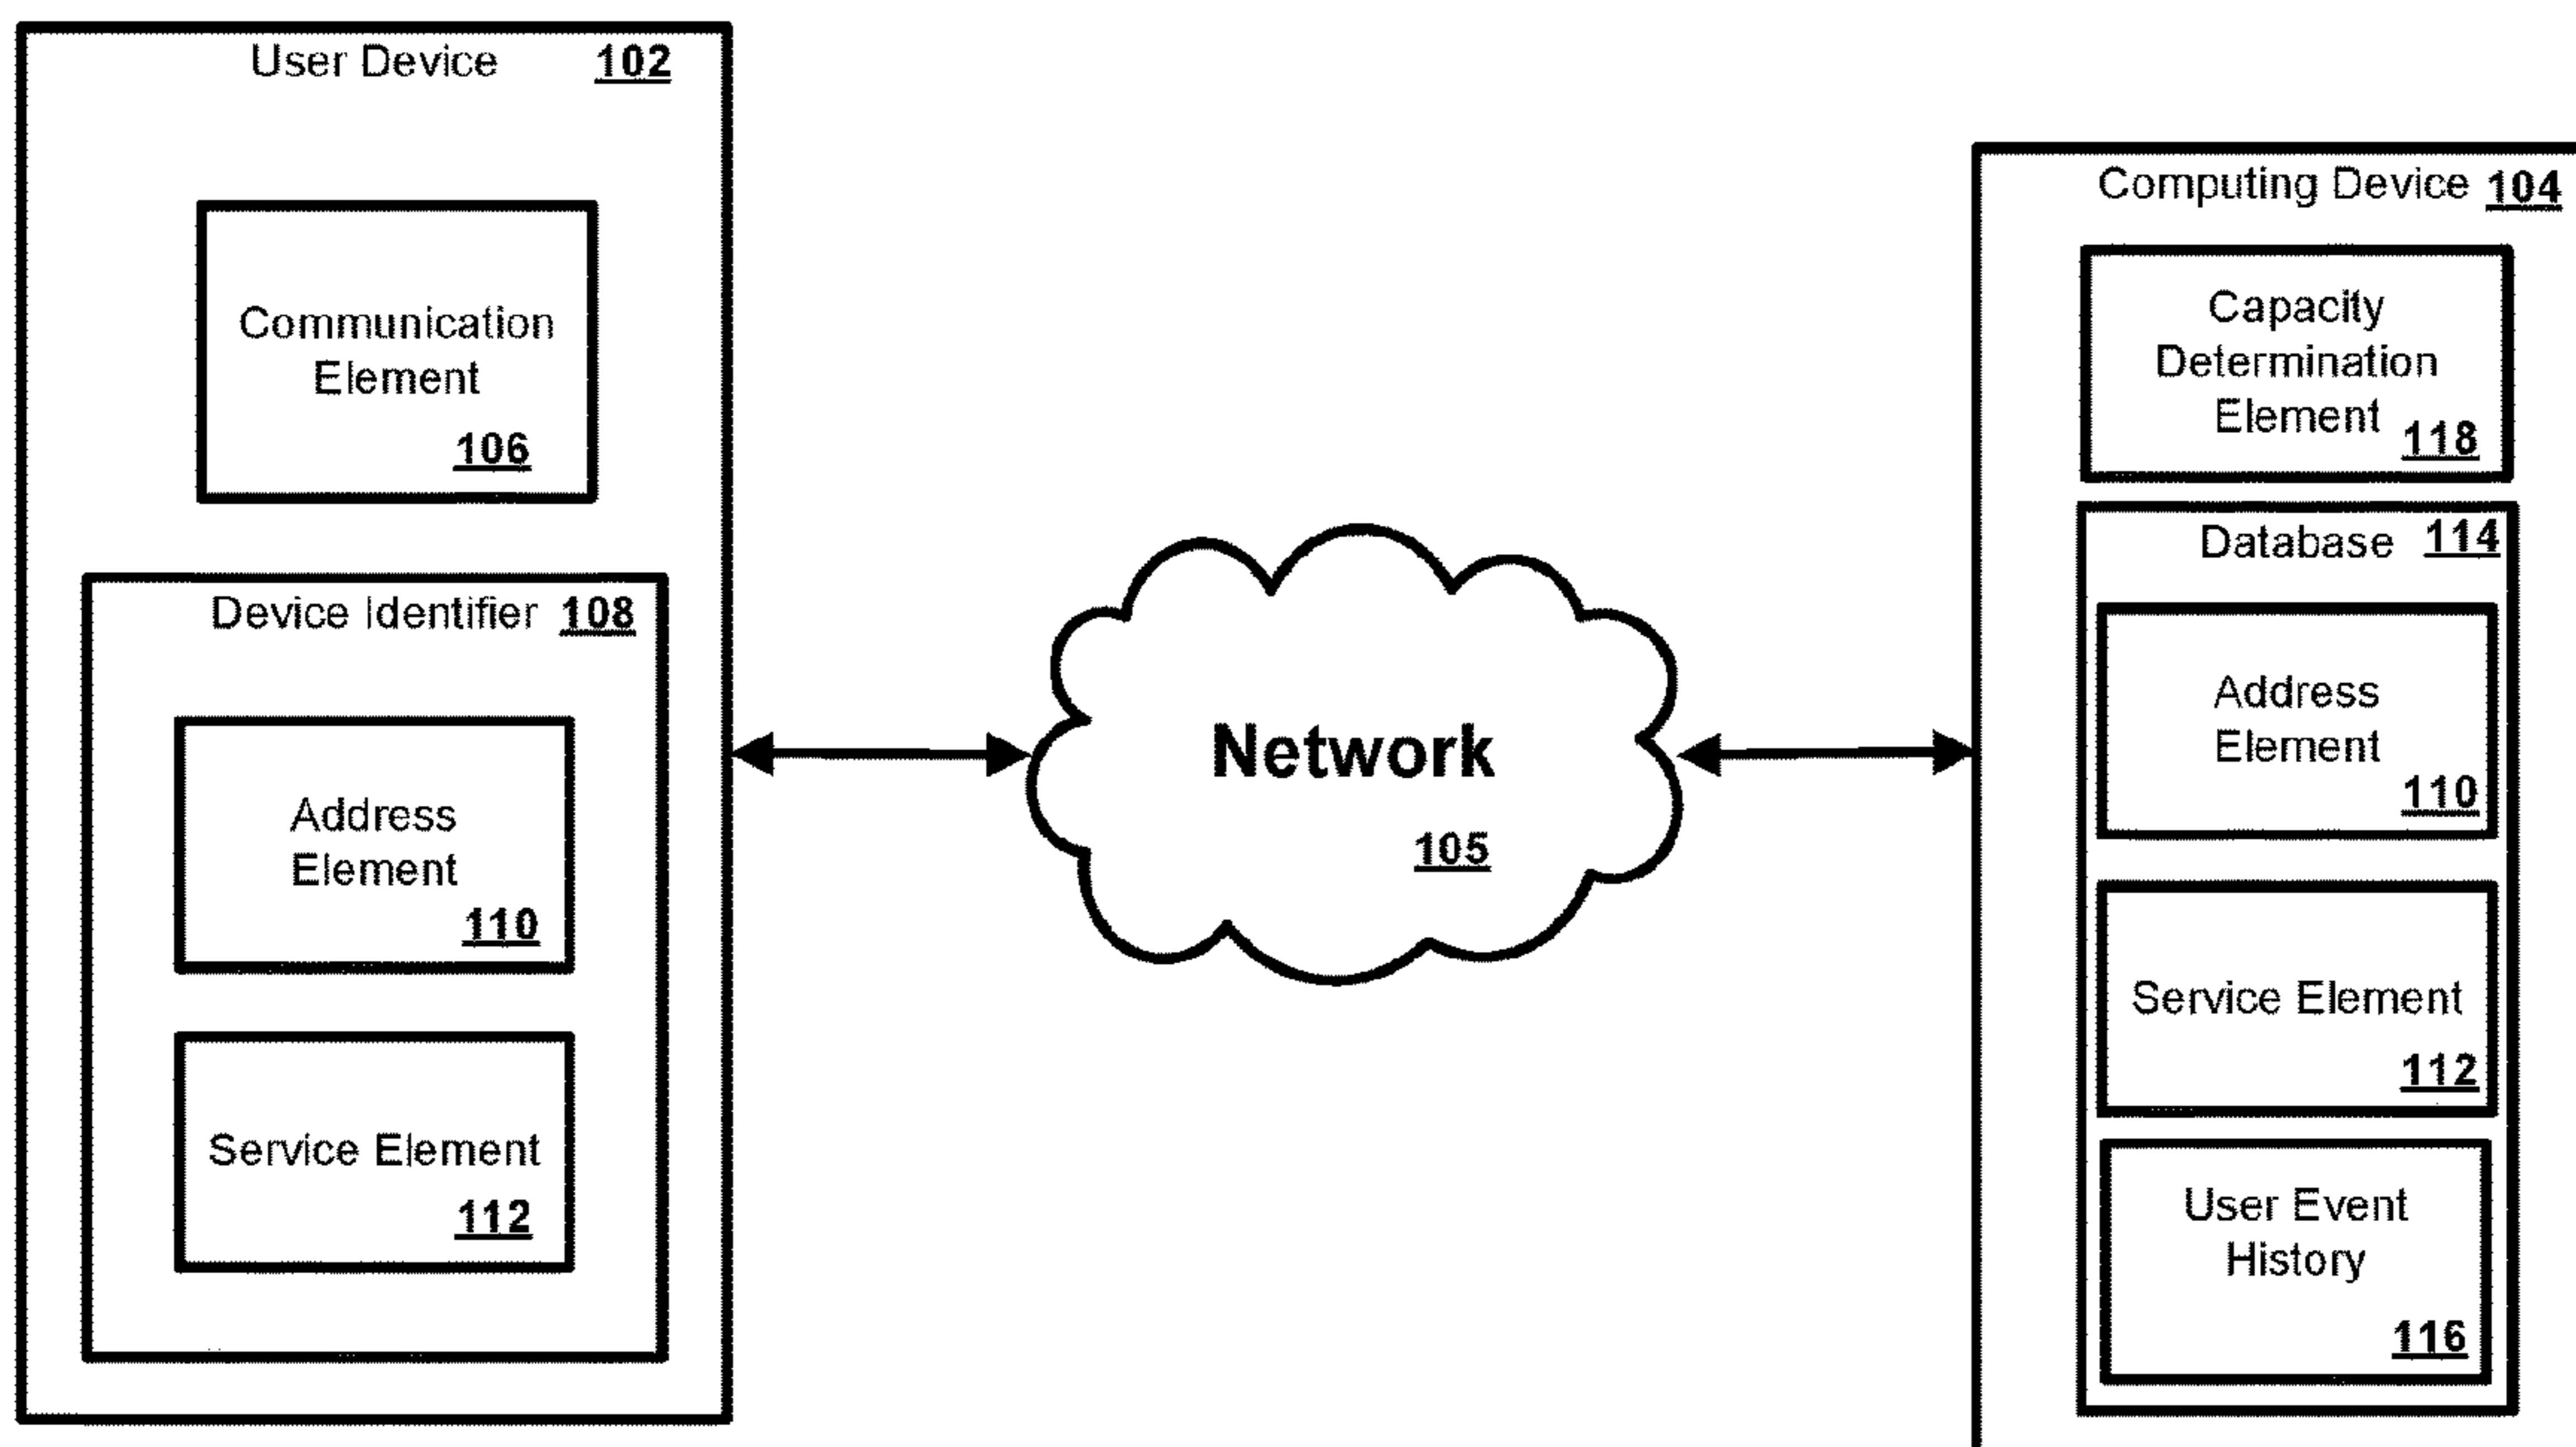 User Device 102
Communication
Element
106
Device Identifier 108
Address
Element
110
Service Element
112
Network
105
Computing Device 104
Capacity
Determination
Element 118
Database 114
Address
Element
110
Service Element
112
User Event
History
116